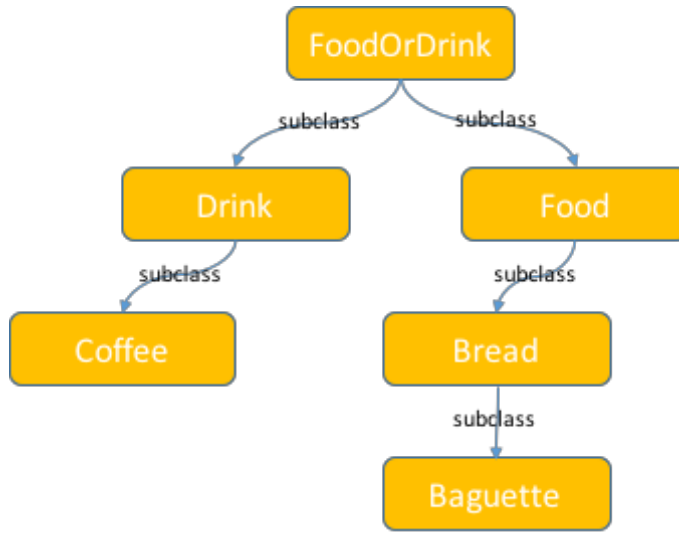 FoodOrDrink
subclass
subclass
Drink
Food
subclass
subclass
Coffee
Bread
subclass
Baguette